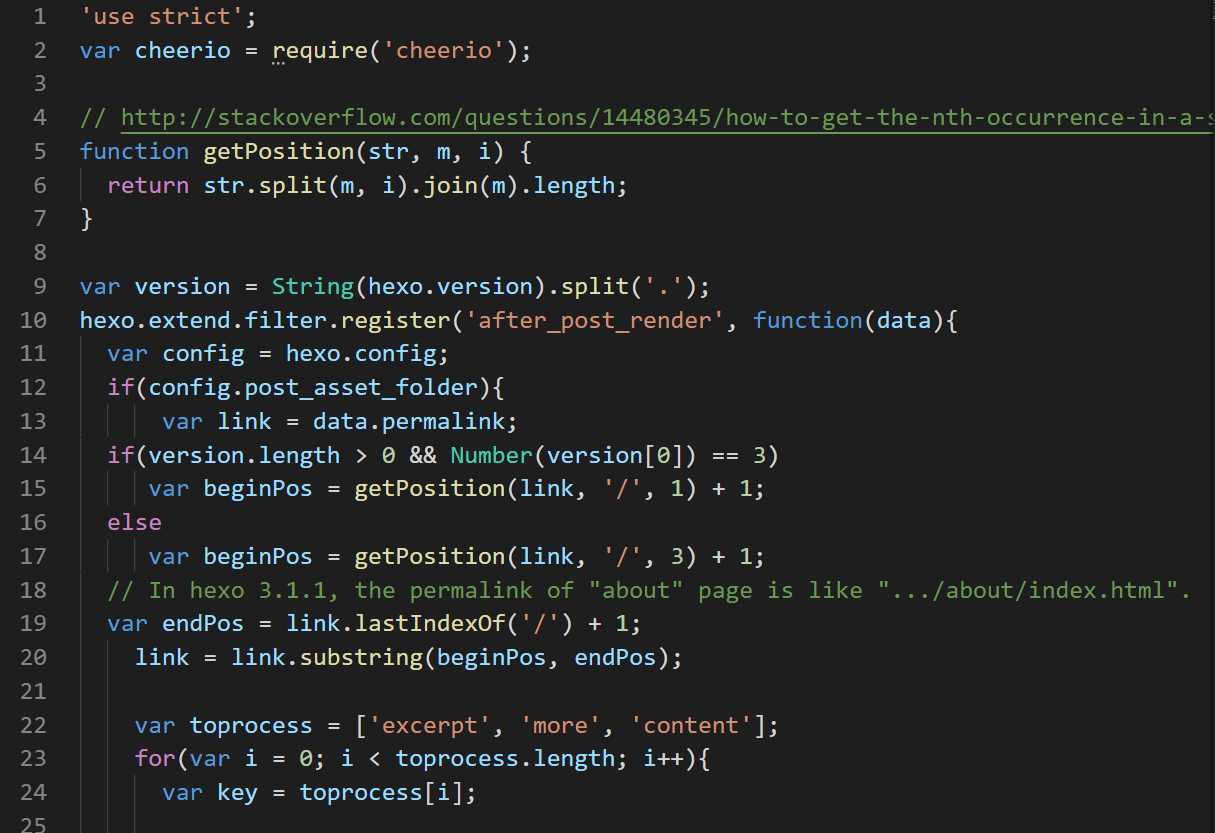 1 'use strict';
2 var cheerio = require('cheerio');
3
4 // http://stackoverflow.com/questions/14480345/how-to-get-the-nth-occurrence-in-a-s
5 function getPosition(str, m, i) {
6   return str.split(m, i).join(m).length;
7 }
8
9 var version = String(hexo.version).split('.');
10 hexo.extend.filter.register('after_post_render', function(data){
11   var config = hexo.config;
12   if(config.post_asset_folder){
13       var link = data.permalink;
14   if(version.length > 0 && Number(version[0]) == 3)
15      var beginPos = getPosition(link, '/', 1) + 1;
16   else
17      var beginPos = getPosition(link, '/', 3) + 1;
18   // In hexo 3.1.1, the permalink of "about" page is like ".../about/index.html".
19   var endPos = link.lastIndexOf('/') + 1;
20     link = link.substring(beginPos, endPos);
21
22     var toprocess = ['excerpt', 'more', 'content'];
23     for(var i = 0; i < toprocess.length; i++){
24       var key = toprocess[i];
25